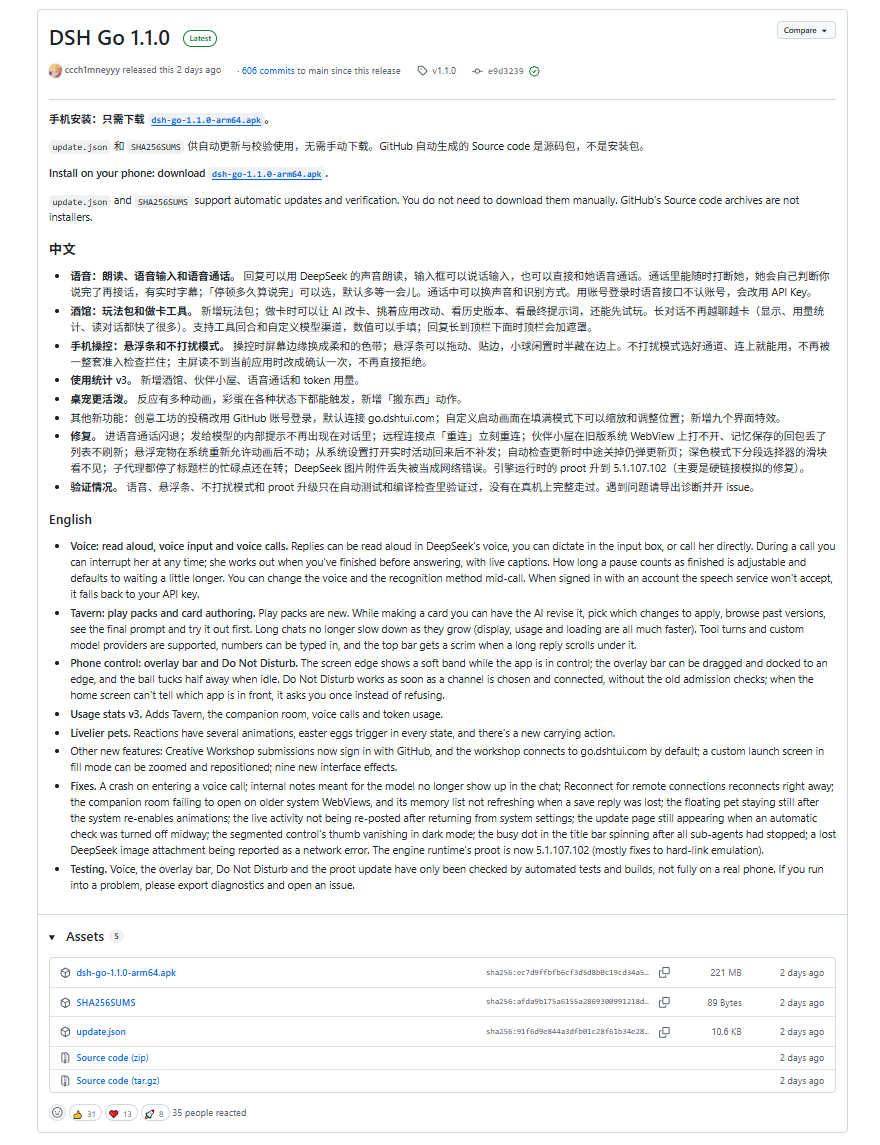 DSH Go 1.1.0 Latest Compare
ccch1mneyyy released this 2 days ago · 606 commits to main since this release v1.1.0 e9d3239
手机安装：只需下载 dsh-go-1.1.0-arm64.apk 。
update.json 和 SHA256SUMS 供自动更新与校验使用，无需手动下载。GitHub 自动生成的 Source code 是源码包，不是安装包。
Install on your phone: download dsh-go-1.1.0-arm64.apk .
update.json and SHA256SUMS support automatic updates and verification. You do not need to download them manually. GitHub's Source code archives are not
installers.
中文
• 语音：朗读、语音输入和语音通话。 回复可以用 DeepSeek 的声音朗读，输入框可以说话输入，也可以直接和她语音通话。通话里能随时打断她，她会自己判断你
说完了再接话，有实时字幕；「停顿多久算说完」可以选，默认多等一会儿。通话中可以换声音和识别方式。用账号登录时语音接口不认账号，会改用 API Key。
• 酒馆：玩法包和做卡工具。 新增玩法包；做卡时可以让 AI 改卡、挑着应用改动、看历史版本、看最终提示词，还能先试玩。长对话不再越聊越卡（显示、用量统
计、读对话都快了很多）。支持工具回合和自定义模型渠道，数值可以手填；回复长到顶栏下面时顶栏会加遮罩。
• 手机操控：悬浮条和不打扰模式。 操控时屏幕边缘换成柔和的色带；悬浮条可以拖动、贴边，小球闲置时半藏在边上。不打扰模式选好通道、连上就能用，不再被
一整套准入检查拦住；主屏读不到当前应用时改成确认一次，不再直接拒绝。
• 使用统计 v3。 新增酒馆、伙伴小屋、语音通话和 token 用量。
• 桌宠更活泼。 反应有多种动画，彩蛋在各种状态下都能触发，新增「搬东西」动作。
• 其他新功能：创意工坊的投稿改用 GitHub 账号登录，默认连接 go.dshtui.com；自定义启动画面在填满模式下可以缩放和调整位置；新增九个界面特效。
• 修复。 进语音通话闪退；发给模型的内部提示不再出现在对话里；远程连接点「重连」立刻重连；伙伴小屋在旧版系统 WebView 上打不开、记忆保存的回包丢了
列表不刷新；悬浮宠物在系统重新允许动画后不动；从系统设置打开实时活动回来后不补发；自动检查更新时中途关掉仍弹更新页；深色模式下分段选择器的滑块
看不见；子代理都停了标题栏的忙碌点还在转；DeepSeek 图片附件丢失被当成网络错误。引擎运行时的 proot 升到 5.1.107.102（主要是硬链接模拟的修复）。
• 验证情况。 语音、悬浮条、不打扰模式和 proot 升级只在自动测试和编译检查里验证过，没有在真机上完整走过。遇到问题请导出诊断并开 issue。
English
• Voice: read aloud, voice input and voice calls. Replies can be read aloud in DeepSeek's voice, you can dictate in the input box, or call her directly. During a call you
can interrupt her at any time; she works out when you've finished before answering, with live captions. How long a pause counts as finished is adjustable and
defaults to waiting a little longer. You can change the voice and the recognition method mid-call. When signed in with an account the speech service won't accept,
it falls back to your API key.
• Tavern: play packs and card authoring. Play packs are new. While making a card you can have the AI revise it, pick which changes to apply, browse past versions,
see the final prompt and try it out first. Long chats no longer slow down as they grow (display, usage and loading are all much faster). Tool turns and custom
model providers are supported, numbers can be typed in, and the top bar gets a scrim when a long reply scrolls under it.
• Phone control: overlay bar and Do Not Disturb. The screen edge shows a soft band while the app is in control; the overlay bar can be dragged and docked to an
edge, and the ball tucks half away when idle. Do Not Disturb works as soon as a channel is chosen and connected, without the old admission checks; when the
home screen can't tell which app is in front, it asks you once instead of refusing.
• Usage stats v3. Adds Tavern, the companion room, voice calls and token usage.
• Livelier pets. Reactions have several animations, easter eggs trigger in every state, and there's a new carrying action.
• Other new features: Creative Workshop submissions now sign in with GitHub, and the workshop connects to go.dshtui.com by default; a custom launch screen in
fill mode can be zoomed and repositioned; nine new interface effects.
• Fixes. A crash on entering a voice call; internal notes meant for the model no longer show up in the chat; Reconnect for remote connections reconnects right away;
the companion room failing to open on older system WebViews, and its memory list not refreshing when a save reply was lost; the floating pet staying still after
the system re-enables animations; the live activity not being re-posted after returning from system settings; the update page still appearing when an automatic
check was turned off midway; the segmented control's thumb vanishing in dark mode; the busy dot in the title bar spinning after all sub-agents had stopped; a lost
DeepSeek image attachment being reported as a network error. The engine runtime's proot is now 5.1.107.102 (mostly fixes to hard-link emulation).
• Testing. Voice, the overlay bar, Do Not Disturb and the proot update have only been checked by automated tests and builds, not fully on a real phone. If you run
into a problem, please export diagnostics and open an issue.
Assets 5
dsh-go-1.1.0-arm64.apk sha256:ec7d9ffbfb6cf3d5d8b0c19cd34a5… 221 MB 2 days ago
SHA256SUMS sha256:afda9b175a6155a2869300991218d… 89 Bytes 2 days ago
update.json sha256:91f6d9e844a3dfb01c28f61b34e28… 10.6 KB 2 days ago
Source code (zip) 2 days ago
Source code (tar.gz) 2 days ago
31 13 8 35 people reacted